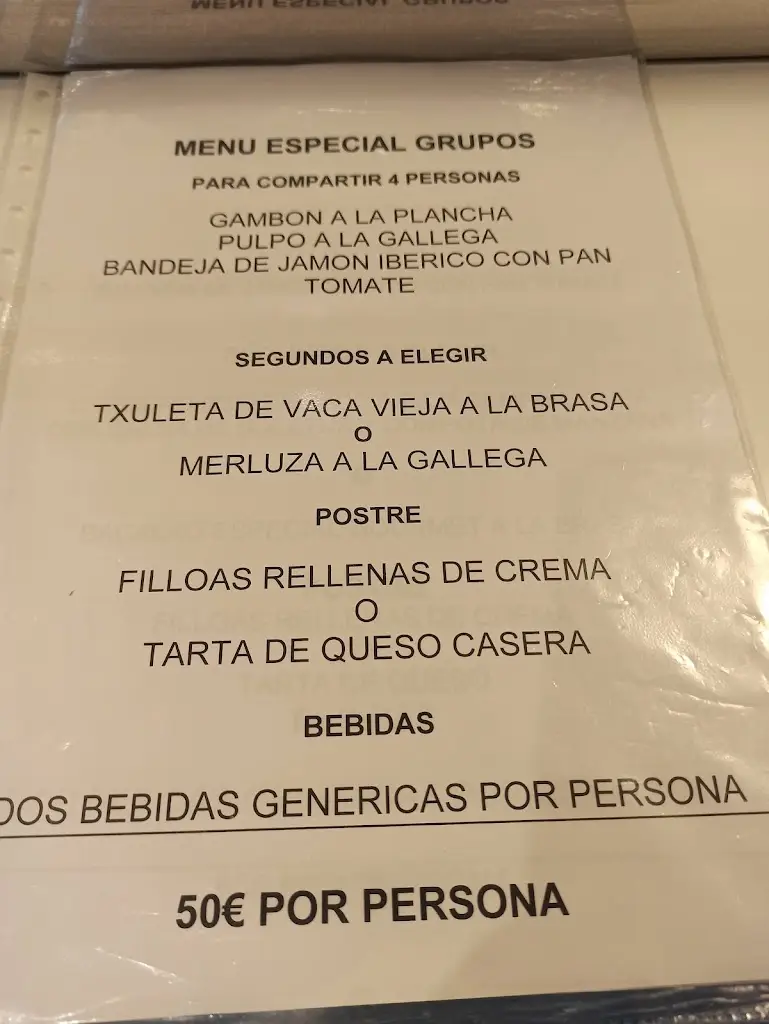 MENU ESPECIAL GRUPOS
PARA COMPARTIR 4 PERSONAS
GAMBON A LA PLANCHA
PULPO A LA GALLEGA
BANDEJA DE JAMON IBERICO CON PAN
TOMATE
SEGUNDOS A ELEGIR
TXULETA DE VACA VIEJA A LA BRASA
O
MERLUZA A LA GALLEGA
POSTRE
FILLOAS RELLENAS DE CREMA
O
TARTA DE QUESO CASERA
BEBIDAS
DOS BEBIDAS GENERICAS POR PERSONA
50€ POR PERSONA